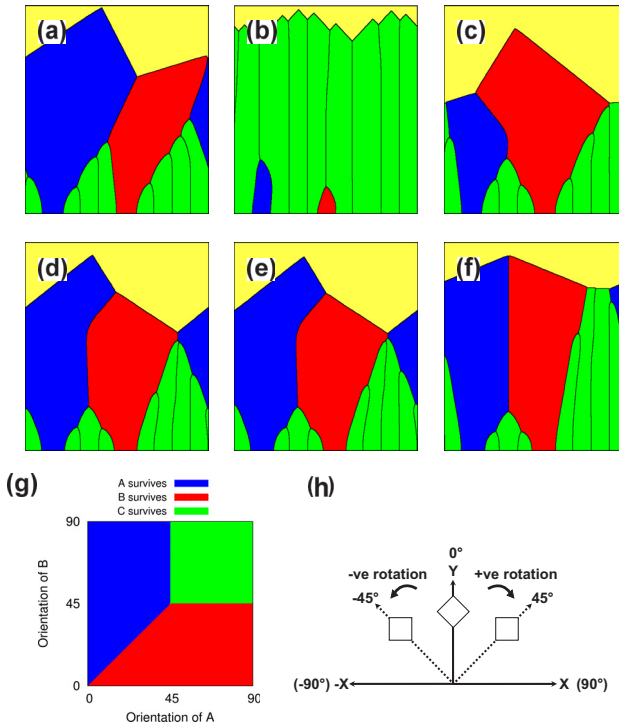 (a)
(b)
(c)
(d)
(e)
(f)
(g)
A survives
B survives
C survives
90
45
0
Orientation of B
0
45
90
Orientation of A
(h)
0°
Y
-ve rotation
+ve rotation
-45°
45°
(-90°) -X
X (90°)